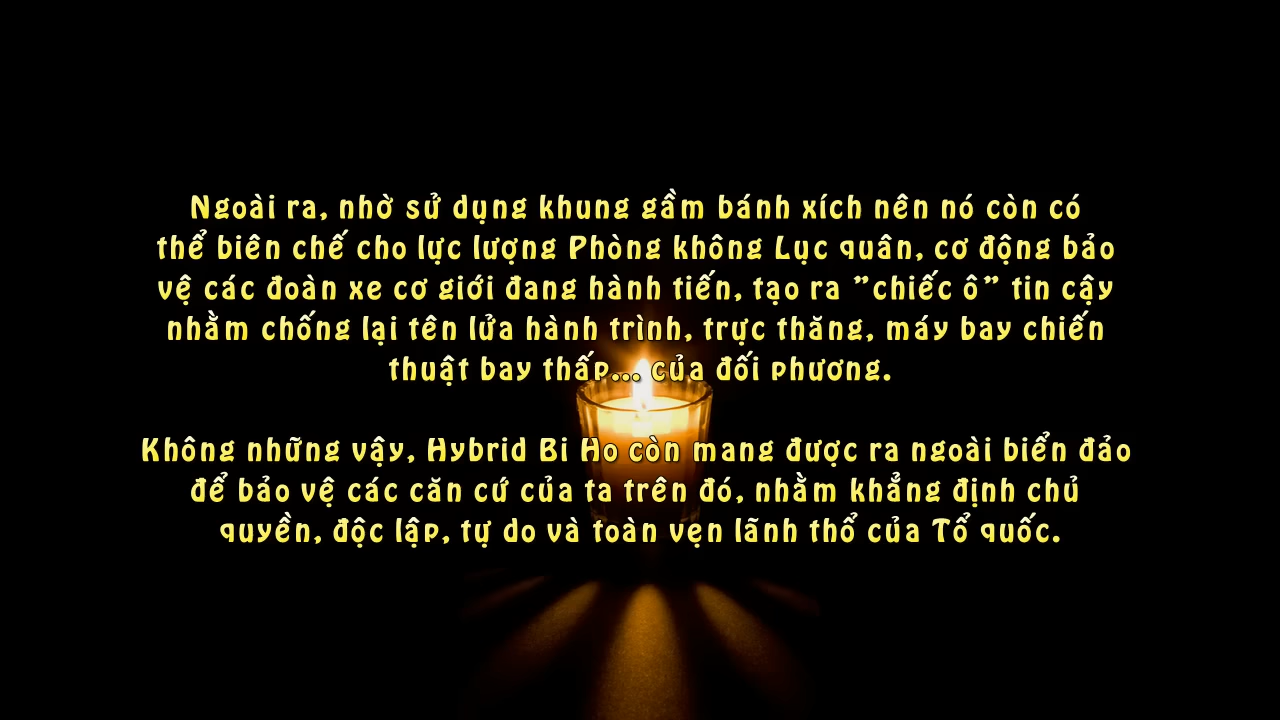 Ngoài ra, nhờ sử dụng khung gầm bánh xích nên nó còn có
thể biên chế cho lực lượng Phòng không Lục quân, cơ động bảo
vệ các đoàn xe cơ giới đang hành tiến, tạo ra "chiếc ô" tin cậy
nhằm chống lại tên lửa hành trình, trực thăng, máy bay chiến
thuật bay thấp... của đối phương.
Không những vậy, Hybrid Bi Ho còn mang được ra ngoài biển đảo
để bảo vệ các căn cứ của ta trên đó, nhằm khẳng định chủ
quyền, độc lập, tự do và toàn vẹn lãnh thổ của Tổ quốc.